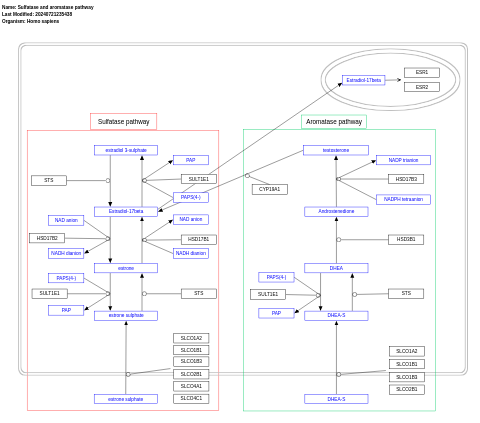 Name: Sulfatase and aromatase pathway
Last Modified: 20240721235428
Organism: Homo sapiens
ESR1
Estradiol-17beta
ESR2
Sulfatase pathway
Aromatase pathway
estradiol 3-sulphate
testosterone
PAP
NADP trianion
STS
SULT1E1
HSD17B3
CYP19A1
PAPS(4-)
NADPH tetraanion
Estradiol-17beta
Androstenedione
NAD anion
NAD anion
HSD17B2
HSD17B1
HSD3B1
NADH dianion
NADH dianion
estrone
DHEA
PAPS(4-)
PAPS(4-)
SULT1E1
STS
SULT1E1
STS
PAP
PAP
estrone sulphate
DHEA-S
SLCO1A2
SLCO1B1
SLCO1B3
SLCO2B1
SLCO4A1
SLCO4C1
SLCO1A2
SLCO1B1
SLCO1B3
SLCO2B1
estrone sulphate
DHEA-S